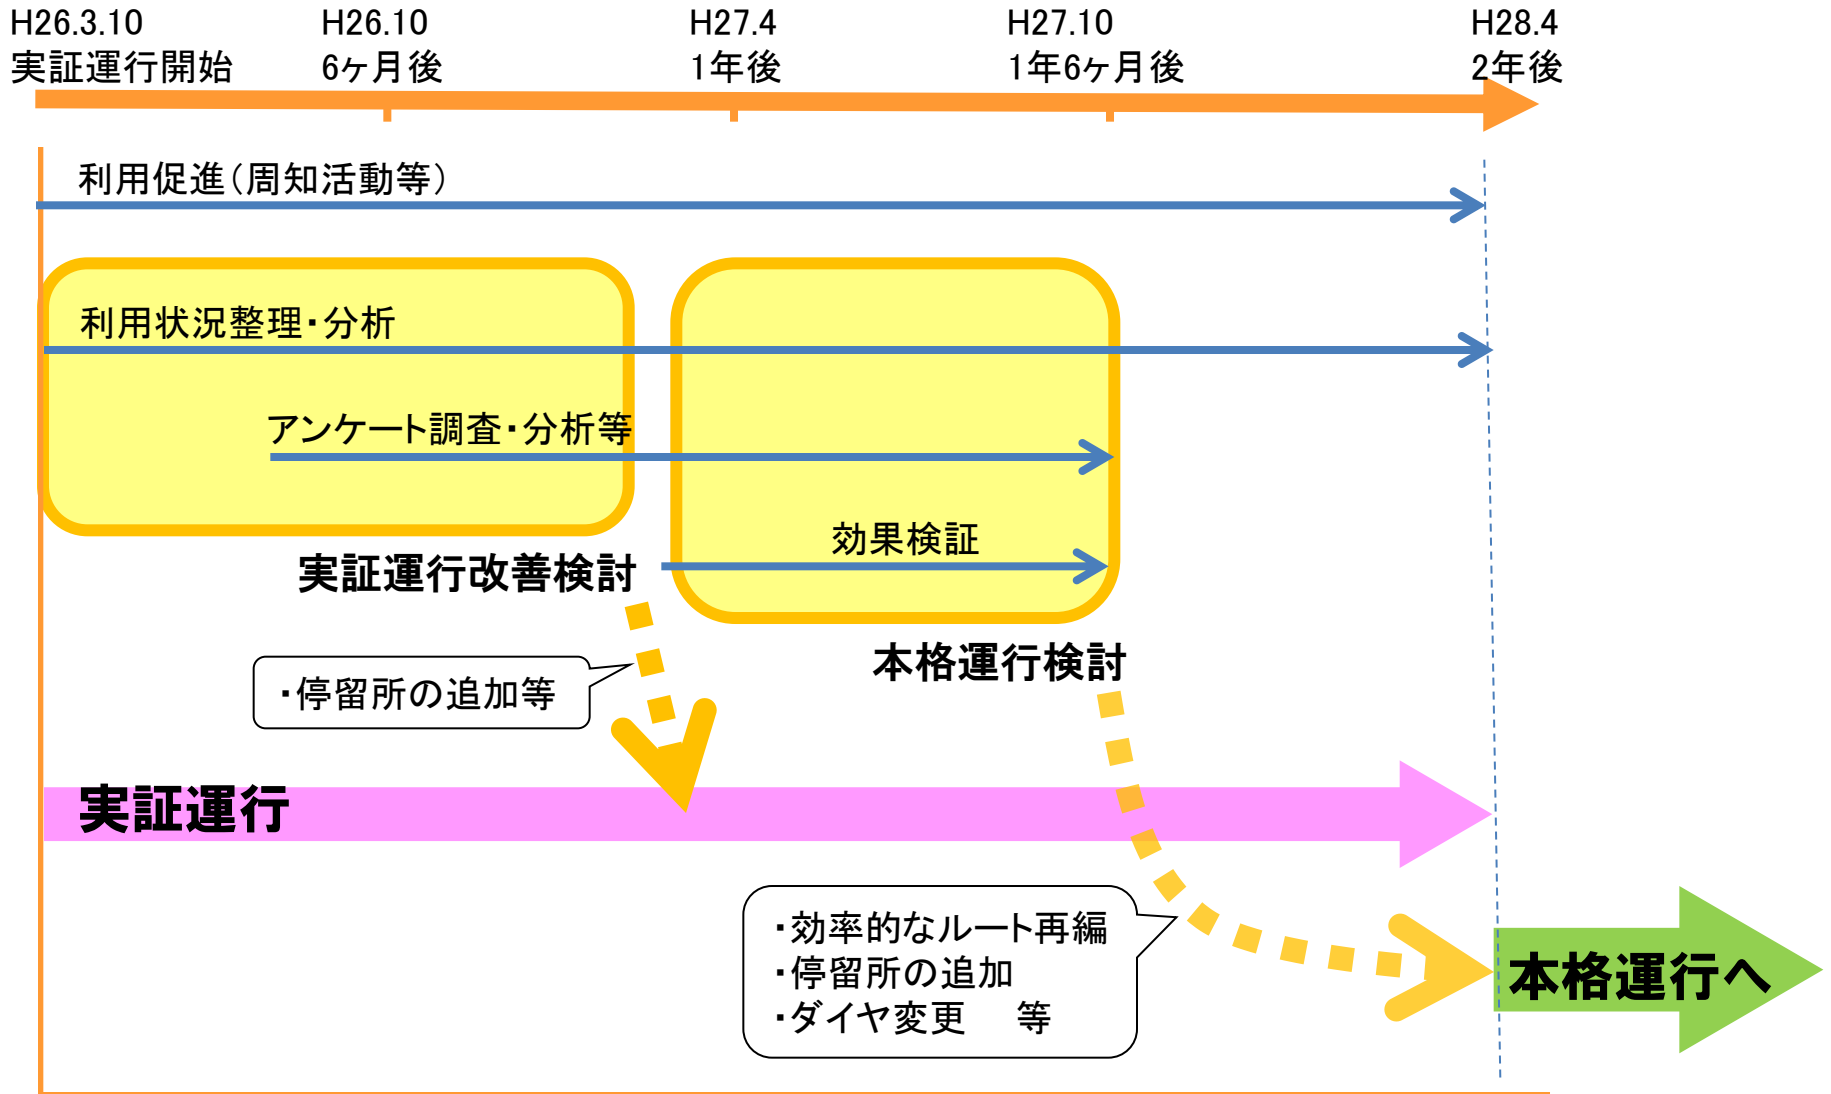 H26.3.10
実証運行開始
H26.10
6ヶ月後
H27.4
1年後
H27.10
1年6ヶ月後
H28.4
2年後
利用促進（周知活動等）
利用状況整理・分析
アンケート調査・分析等
効果検証
実証運行改善検討
本格運行検討
・停留所の追加等
実証運行
・効率的なルート再編
・停留所の追加
・ダイヤ変更　等
本格運行へ